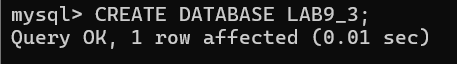 mysql> CREATE DATABASE LAB9_3;
Query OK, 1 row affected (0.01 sec)